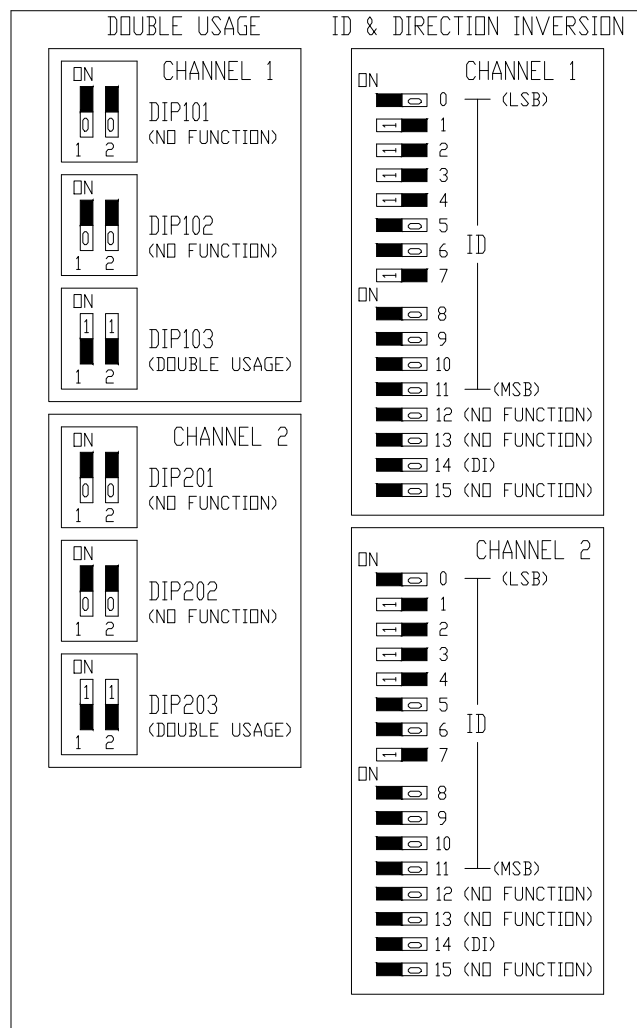 DOUBLE USAGE
CHANNEL 1
ON
0 0
1 2
DIP101
(NO FUNCTION)
ON
0 0
1 2
DIP102
(NO FUNCTION)
ON
1 1
1 2
DIP103
(DOUBLE USAGE)
CHANNEL 2
ON
0 0
1 2
DIP201
(NO FUNCTION)
ON
0 0
1 2
DIP202
(NO FUNCTION)
ON
1 1
1 2
DIP203
(DOUBLE USAGE)
ID & DIRECTION INVERSION
CHANNEL 1
ON
0 0 (LSB)
1 1
1 2
1 3
1 4
0 5
0 6 ID
1 7
ON
0 8
0 9
0 10
0 11 (MSB)
0 12 (NO FUNCTION)
0 13 (NO FUNCTION)
0 14 (DI)
0 15 (NO FUNCTION)
CHANNEL 2
ON
0 0 (LSB)
1 1
1 2
1 3
1 4
0 5
0 6 ID
1 7
ON
0 8
0 9
0 10
0 11 (MSB)
0 12 (NO FUNCTION)
0 13 (NO FUNCTION)
0 14 (DI)
0 15 (NO FUNCTION)